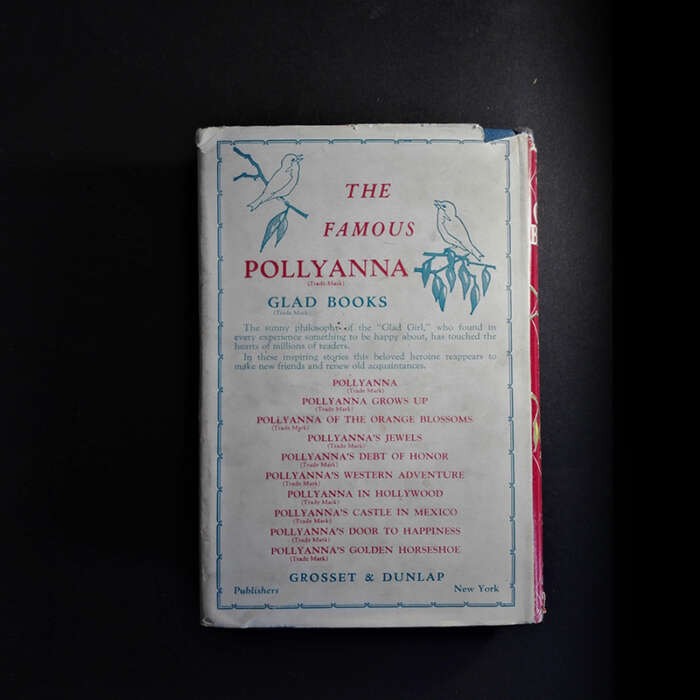 THE
FAMOUS
POLLYANNA
(Trade Mark)
GLAD BOOKS
(Trade Mark)
The sunny philosophy of the "Glad Girl," who found in
every experience something to be happy about, has touched the
hearts of millions of readers.
In these inspiring stories this beloved heroine reappears to
make new friends and renew old acquaintances.
POLLYANNA
(Trade Mark)
POLLYANNA GROWS UP
(Trade Mark)
POLLYANNA OF THE ORANGE BLOSSOMS
(Trade Mark)
POLLYANNA'S JEWELS
(Trade Mark)
POLLYANNA'S DEBT OF HONOR
(Trade Mark)
POLLYANNA'S WESTERN ADVENTURE
(Trade Mark)
POLLYANNA IN HOLLYWOOD
(Trade Mark)
POLLYANNA'S CASTLE IN MEXICO
(Trade Mark)
POLLYANNA'S DOOR TO HAPPINESS
(Trade Mark)
POLLYANNA'S GOLDEN HORSESHOE
(Trade Mark)
GROSSET & DUNLAP
Publishers New York